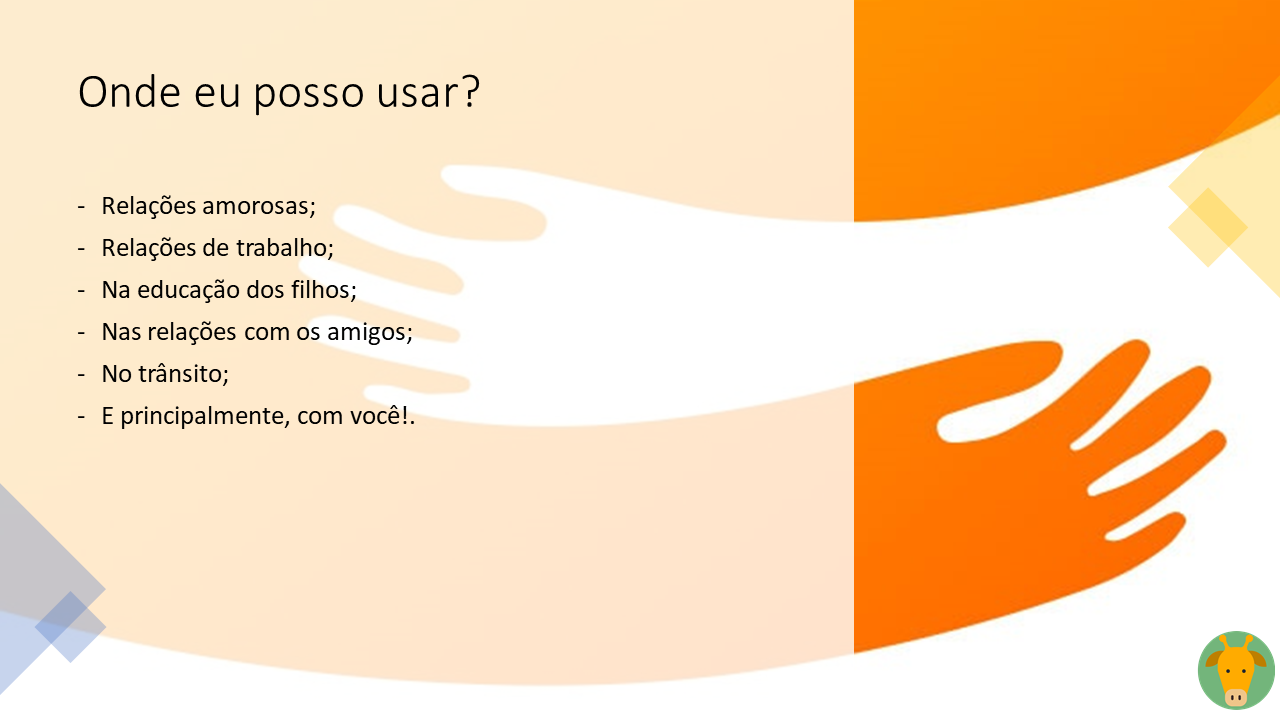 Onde eu posso usar?
- Relações amorosas;
- Relações de trabalho;
- Na educação dos filhos;
- Nas relações com os amigos;
- No trânsito;
- E principalmente, com você!.